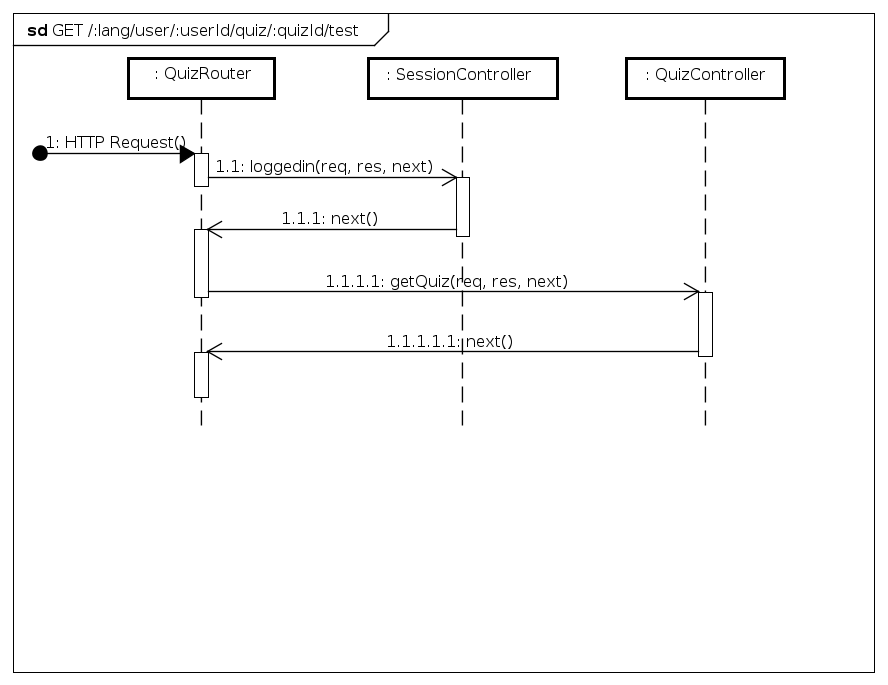 sd GET /:lang/user/:userId/quiz/:quizId/test
: QuizRouter
: SessionController
: QuizController
1: HTTP Request()
1.1: loggedin(req, res, next)
1.1.1: next()
1.1.1.1: getQuiz(req, res, next)
1.1.1.1.1: next()